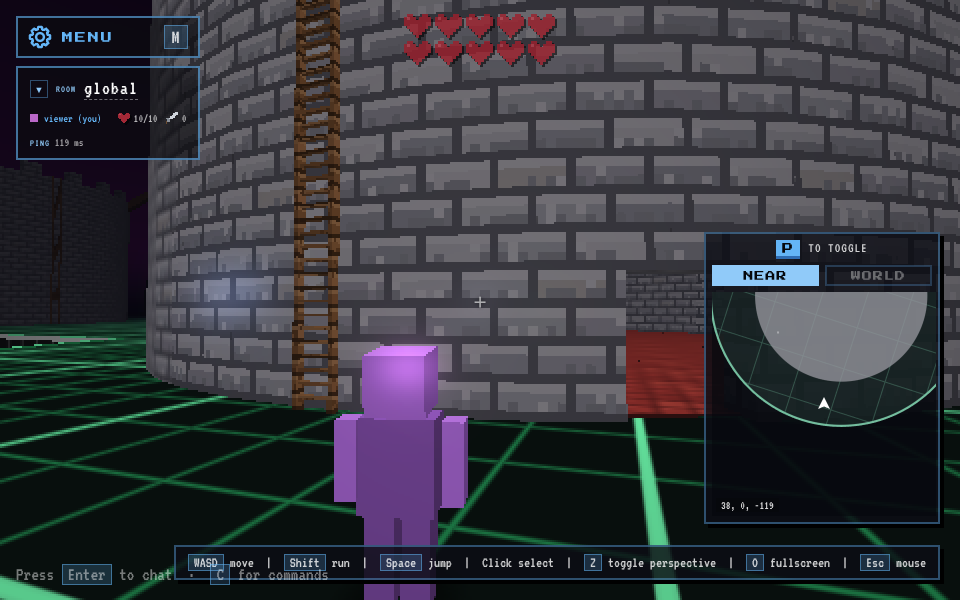 MENU M
▼ ROOM global
viewer (you) 10/10 0
PING 119 ms
P TO TOGGLE
NEAR WORLD
38, 0, -119
WASD move | Shift run | Space jump | Click select | Z toggle perspective | O fullscreen | Esc mouse
Press Enter to chat · C for commands